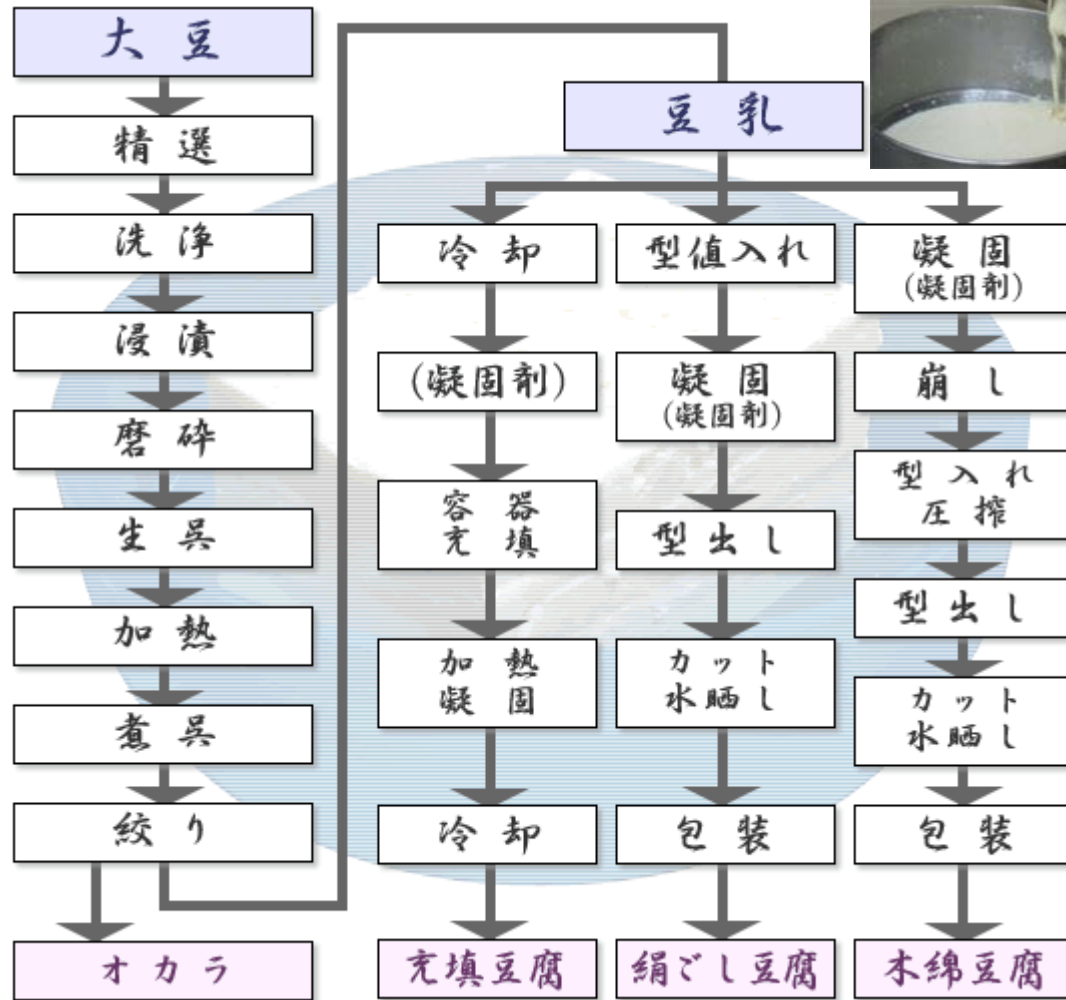 大豆
精選
洗浄
浸漬
磨砕
生呉
加熱
煮呉
絞り
オカラ
豆乳
冷却
(凝固剤)
容器
充填
加熱
凝固
冷却
充填豆腐
型値入れ
凝固
(凝固剤)
型出し
カット
水晒し
包装
絹ごし豆腐
凝固
(凝固剤)
崩し
型入れ
圧搾
型出し
カット
水晒し
包装
木綿豆腐